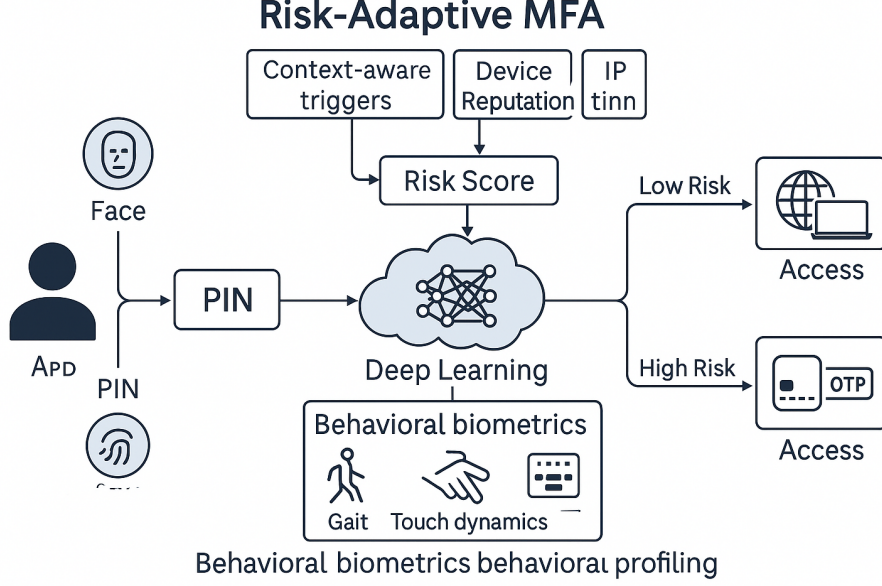 Risk-Adaptive MFA
Context-aware
triggers
Device
Reputation
IP
tinn
Risk Score
Face
PIN
APD
PIN
Deep Learning
Low Risk
Access
High Risk
OTP
Access
Behavioral biometrics
Gait
Touch dynamics
Behavioral biometrics behavioral profiling